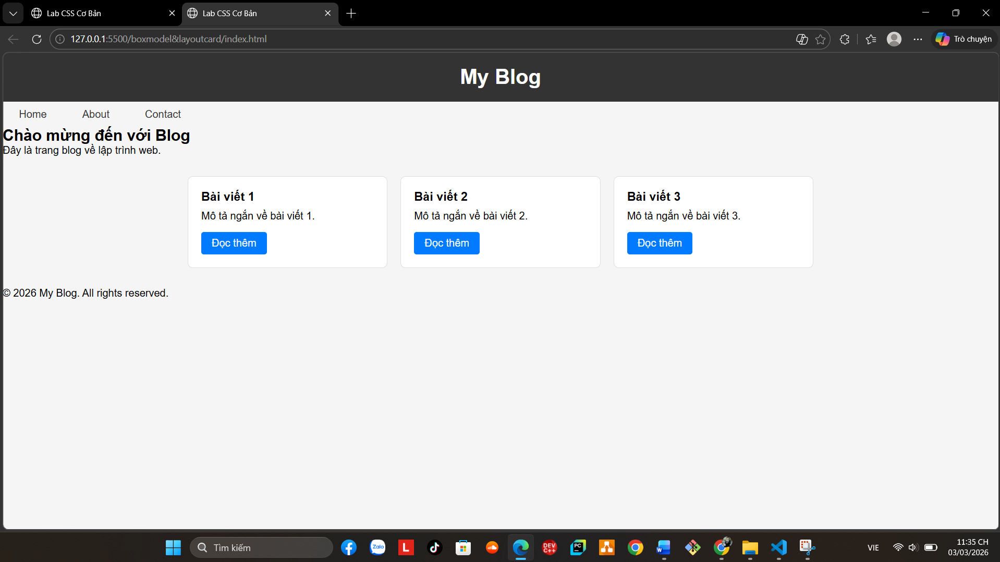 Lab CSS Cơ Bản
Lab CSS Cơ Bản
127.0.0.1:5500/boxmodel&layoutcard/index.html
Trò chuyện
My Blog
Home About Contact
Chào mừng đến với Blog
Đây là trang blog về lập trình web.
Bài viết 1
Mô tả ngắn về bài viết 1.
Đọc thêm
Bài viết 2
Mô tả ngắn về bài viết 2.
Đọc thêm
Bài viết 3
Mô tả ngắn về bài viết 3.
Đọc thêm
© 2026 My Blog. All rights reserved.
Tìm kiếm
Zalo
L
DEV
C++
PC
W
VIE
11:35 CH
03/03/2026